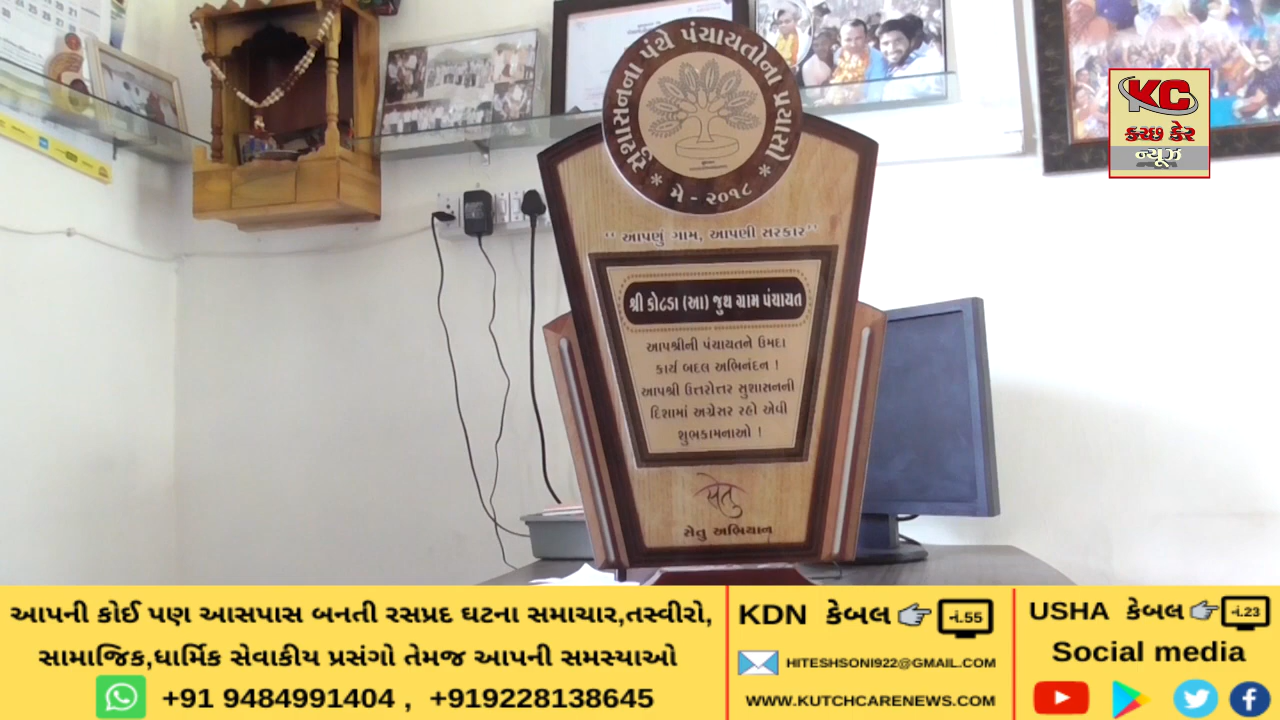 સુશાસનના પંથે પંચાયતોના પ્રયાસો
* મે - ૨૦૧૮ *
‘‘ આપણું ગામ, આપણી સરકાર’’
શ્રી કોટડા (આ) જુથ ગ્રામ પંચાયત
આપશ્રીની પંચાયતને ઉમદા
કાર્ય બદલ અભિનંદન !
આપશ્રી ઉત્તરોત્તર સુશાસનની
દિશામાં અગ્રેસર રહો એવી
શુભકામનાઓ !
સેતુ
સેતુ અભિયાન
KC
કચ્છ કેર
ન્યૂઝ
આપની કોઈ પણ આસપાસ બનતી રસપ્રદ ઘટના સમાચાર,તસ્વીરો,
સામાજિક,ધાર્મિક સેવાકીય પ્રસંગો તેમજ આપની સમસ્યાઓ
+91 9484991404 , +919228138645
KDN કેબલ નં.55
HITESHSONI922@GMAIL.COM
WWW.KUTCHCARENEWS.COM
USHA કેબલ નં.23
Social media